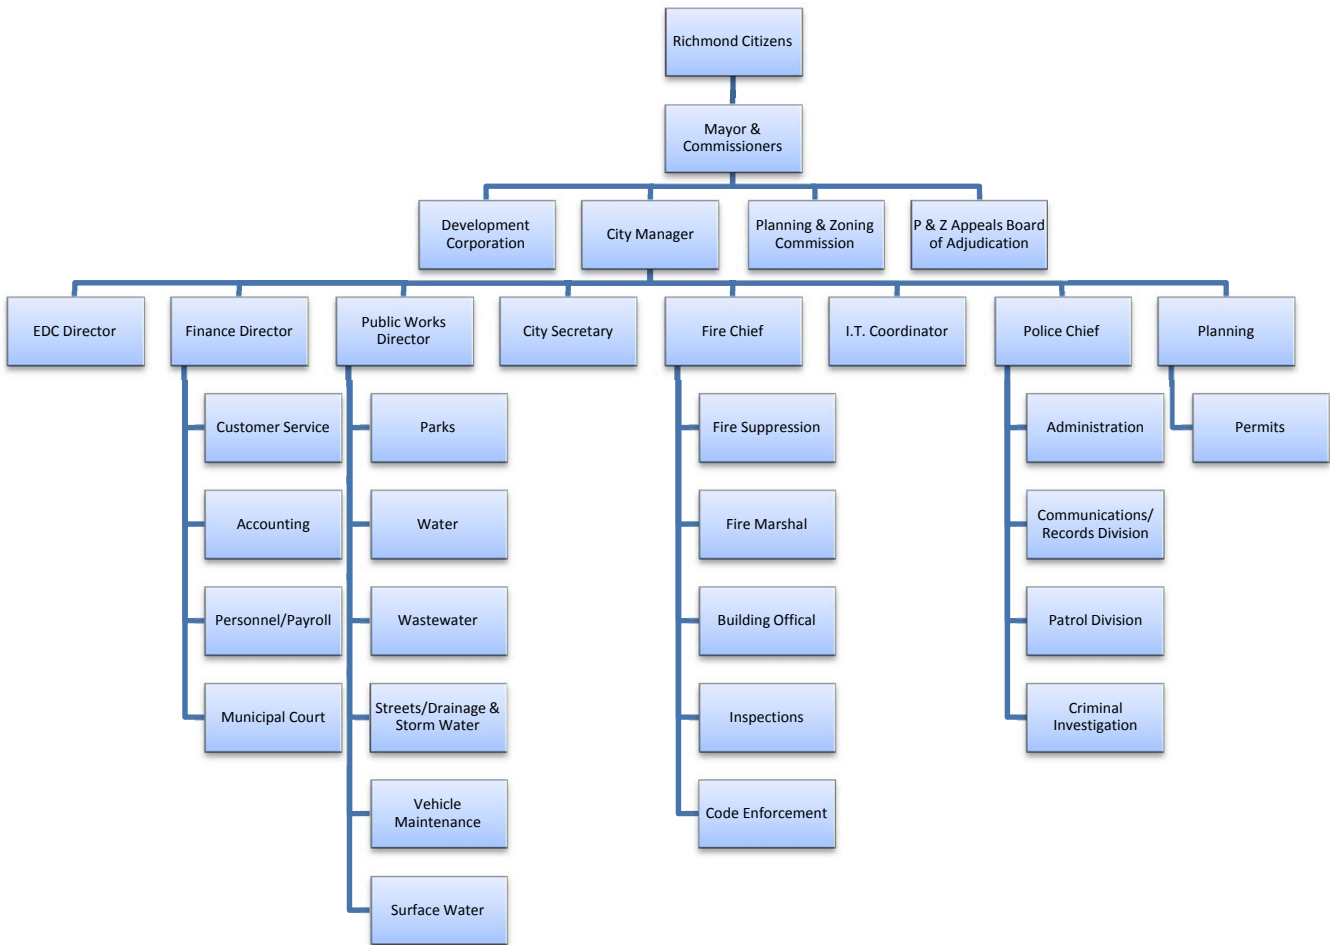 Richmond Citizens
Mayor &
Commissioners
Development
Corporation
City Manager
Planning & Zoning
Commission
P & Z Appeals Board
of Adjudication
EDC Director
Finance Director
Public Works
Director
City Secretary
Fire Chief
I.T. Coordinator
Police Chief
Planning
Customer Service
Accounting
Personnel/Payroll
Municipal Court
Parks
Water
Wastewater
Streets/Drainage &
Storm Water
Vehicle
Maintenance
Surface Water
Fire Suppression
Fire Marshal
Building Offical
Inspections
Code Enforcement
Administration
Communications/
Records Division
Patrol Division
Criminal
Investigation
Permits